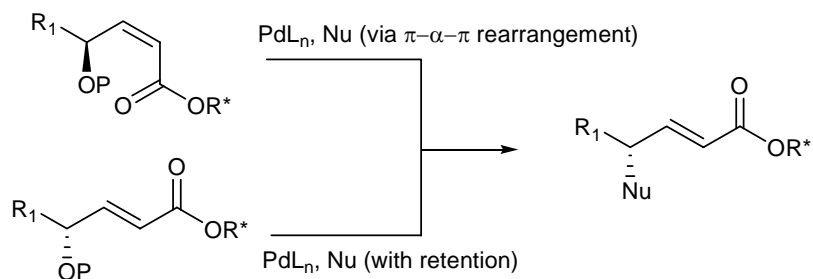 R₁
OP
O
OR*
PdLₙ, Nu (via π−α−π rearrangement)
R₁
OP
O
OR*
PdLₙ, Nu (with retention)
R₁
Nu
O
OR*